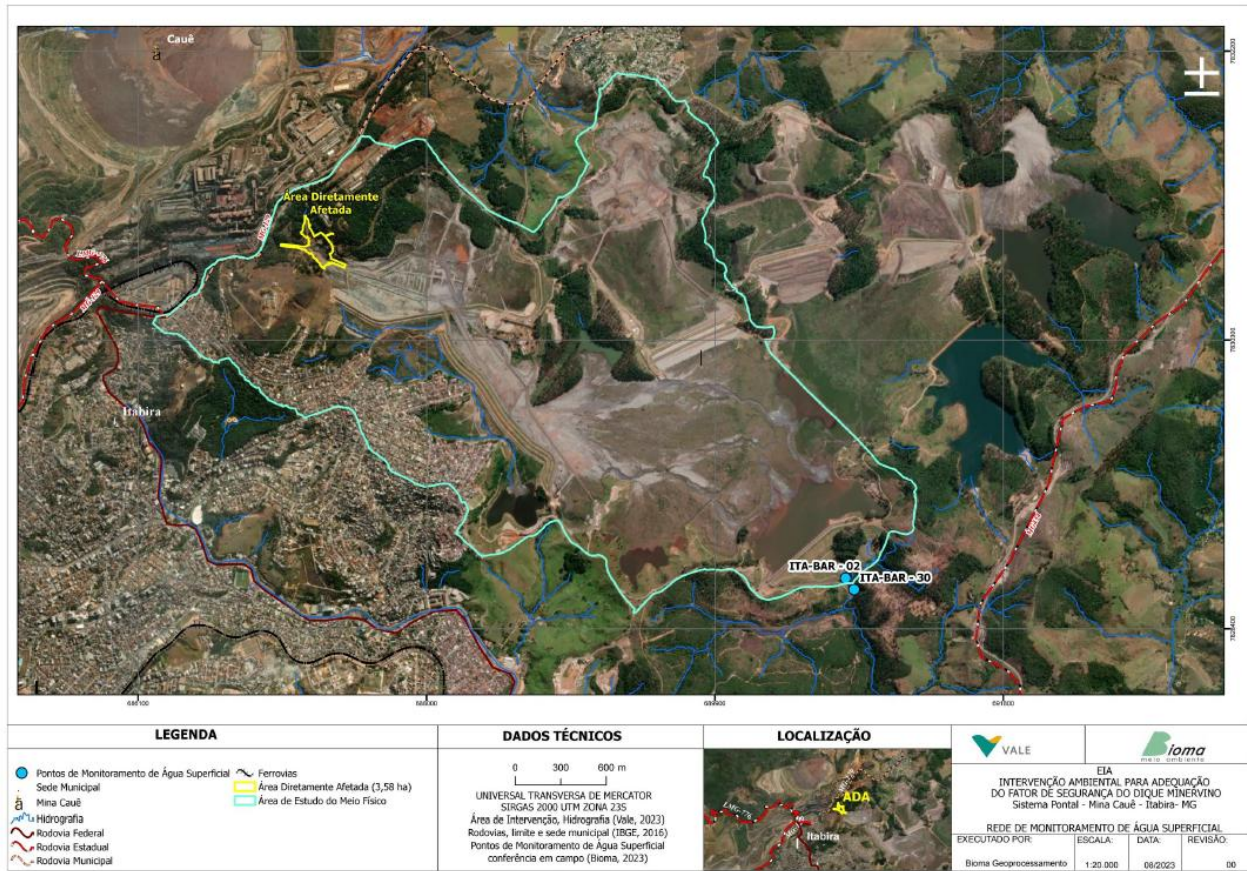 Cauê
Área Diretamente
Afetada
Itabira
ITA-BAR - 02
ITA-BAR - 30
686100
688000
689900
7830300
7828400
LEGENDA
Pontos de Monitoramento de Água Superficial
Sede Municipal
Mina Cauê
Hidrografia
Rodovia Federal
Rodovia Estadual
Rodovia Municipal
Ferrovias
Área Diretamente Afetada (3,58 ha)
Área de Estudo do Meio Físico
DADOS TÉCNICOS
0 300 600 m
UNIVERSAL TRANSVERSA DE MERCATOR
SIRGAS 2000 UTM ZONA 23S
Área de Intervenção, Hidrografia (Vale, 2023)
Rodovias, limite e sede municipal (IBGE, 2016)
Pontos de Monitoramento de Água Superficial
conferência em campo (Bioma, 2023)
LOCALIZAÇÃO
ADA
Itabira
VALE
Bioma
meio ambiente
EIA
INTERVENÇÃO AMBIENTAL PARA ADEQUAÇÃO
DO FATOR DE SEGURANÇA DO DIQUE MINERVINO
Sistema Pontal - Mina Cauê - Itabira- MG
REDE DE MONITORAMENTO DE ÁGUA SUPERFICIAL
EXECUTADO POR:
Bioma Geoprocessamento
ESCALA:
1:20.000
DATA:
08/2023
REVISÃO:
00